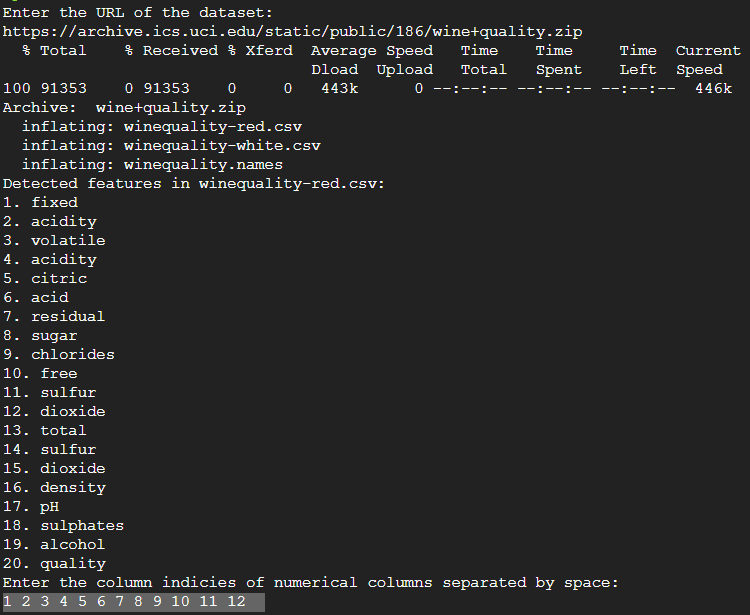 Enter the URL of the dataset:
https://archive.ics.uci.edu/static/public/186/wine+quality.zip
  % Total    % Received % Xferd  Average Speed   Time    Time     Time  Current
                                 Dload  Upload   Total   Spent    Left  Speed
100 91353    0 91353    0     0   443k      0 --:--:-- --:--:-- --:--:--  446k
Archive:  wine+quality.zip
  inflating: winequality-red.csv
  inflating: winequality-white.csv
  inflating: winequality.names
Detected features in winequality-red.csv:
1. fixed
2. acidity
3. volatile
4. acidity
5. citric
6. acid
7. residual
8. sugar
9. chlorides
10. free
11. sulfur
12. dioxide
13. total
14. sulfur
15. dioxide
16. density
17. pH
18. sulphates
19. alcohol
20. quality
Enter the column indicies of numerical columns separated by space:
1 2 3 4 5 6 7 8 9 10 11 12